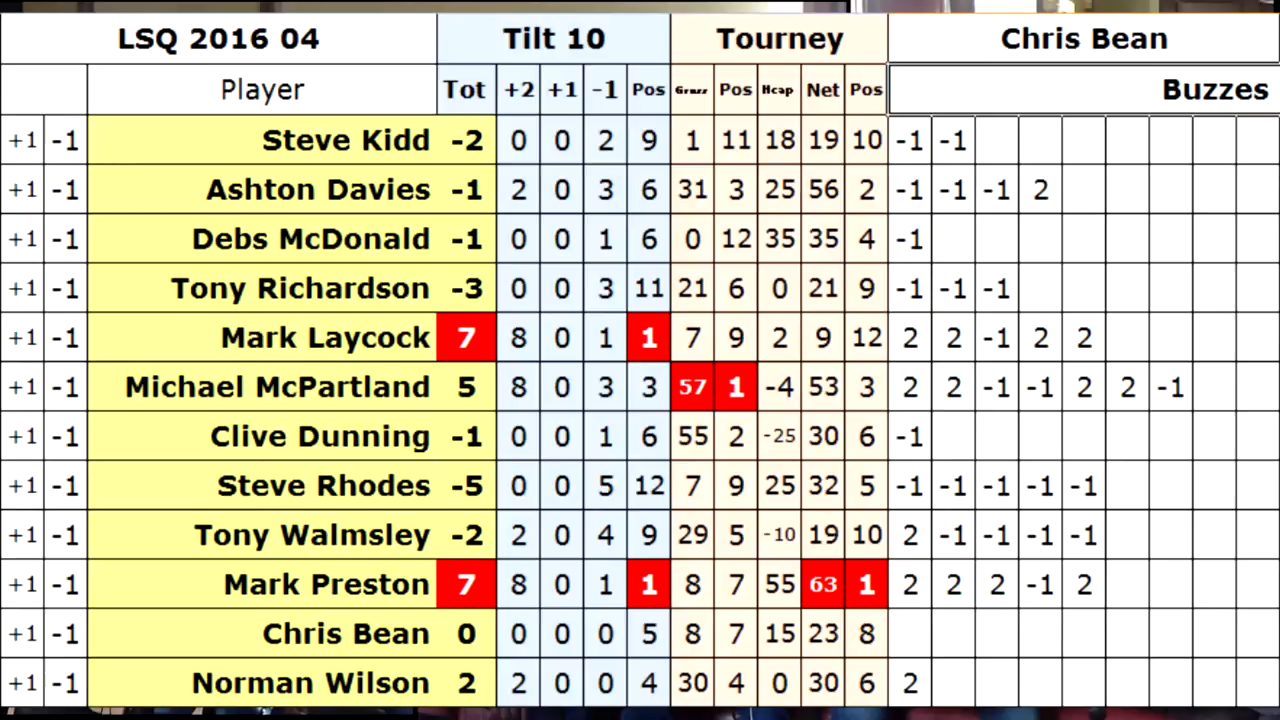 LSQ 2016 04 Tilt 10 Tourney Chris Bean
Player Tot +2 +1 -1 Pos Gross Pos Hcap Net Pos Buzzes
+1 -1 Steve Kidd -2 0 0 2 9 1 11 18 19 10 -1 -1
+1 -1 Ashton Davies -1 2 0 3 6 31 3 25 56 2 -1 -1 -1 2
+1 -1 Debs McDonald -1 0 0 1 6 0 12 35 35 4 -1
+1 -1 Tony Richardson -3 0 0 3 11 21 6 0 21 9 -1 -1 -1
+1 -1 Mark Laycock 7 8 0 1 1 7 9 2 9 12 2 2 -1 2 2
+1 -1 Michael McPartland 5 8 0 3 3 57 1 -4 53 3 2 2 -1 -1 2 2 -1
+1 -1 Clive Dunning -1 0 0 1 6 55 2 -25 30 6 -1
+1 -1 Steve Rhodes -5 0 0 5 12 7 9 25 32 5 -1 -1 -1 -1 -1
+1 -1 Tony Walmsley -2 2 0 4 9 29 5 -10 19 10 2 -1 -1 -1 -1
+1 -1 Mark Preston 7 8 0 1 1 8 7 55 63 1 2 2 2 -1 2
+1 -1 Chris Bean 0 0 0 0 5 8 7 15 23 8
+1 -1 Norman Wilson 2 2 0 0 4 30 4 0 30 6 2